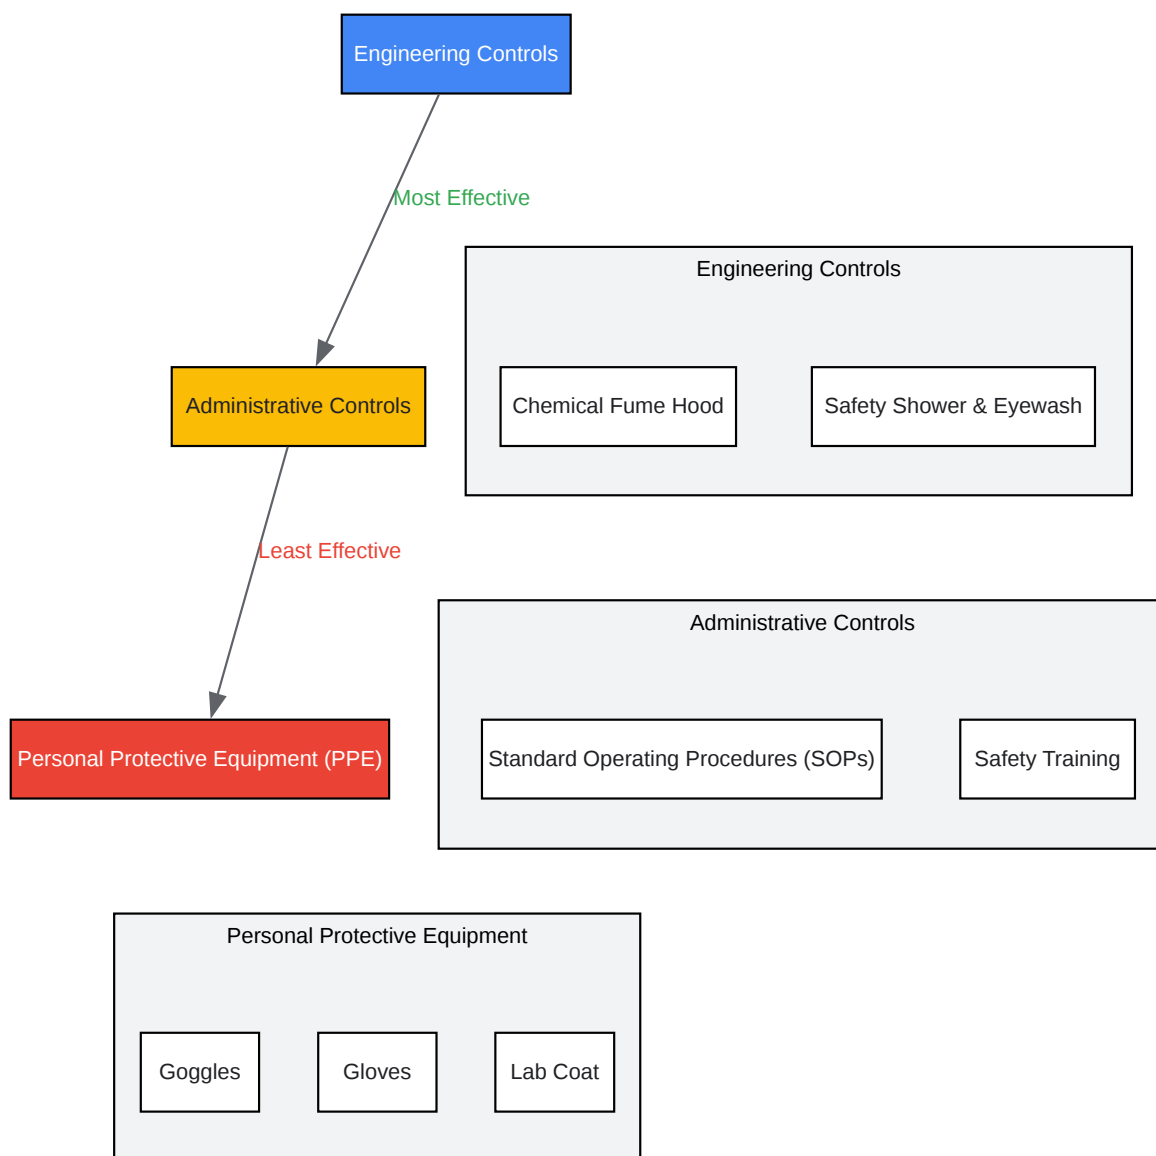 Engineering Controls
Most Effective
Engineering Controls
Chemical Fume Hood
Safety Shower & Eyewash
Administrative Controls
Least Effective
Administrative Controls
Standard Operating Procedures (SOPs)
Safety Training
Personal Protective Equipment (PPE)
Personal Protective Equipment
Goggles
Gloves
Lab Coat